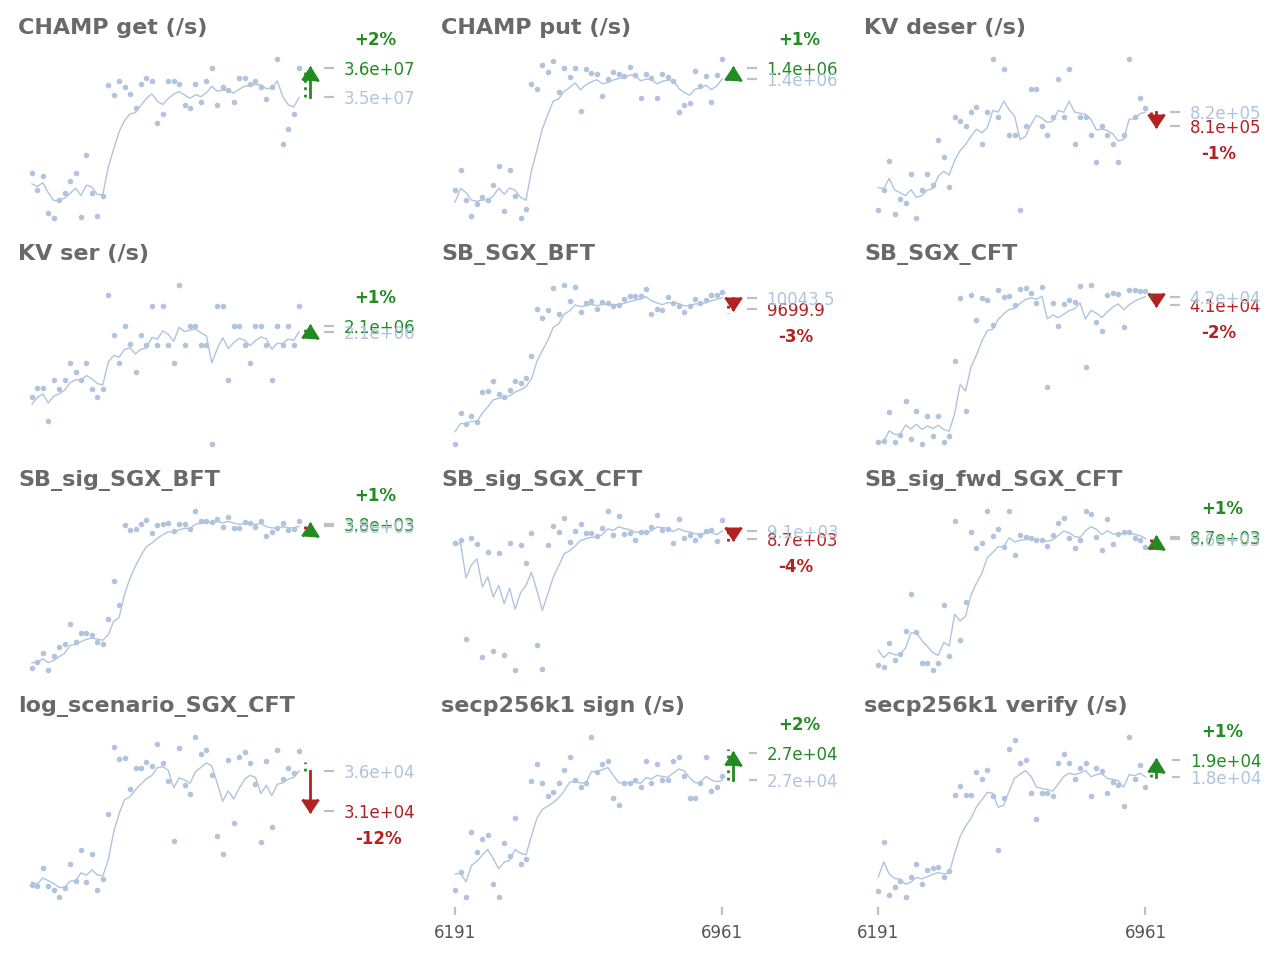 CHAMP get (/s)
+2%
3.6e+07
3.5e+07
CHAMP put (/s)
+1%
1.4e+06
1.4e+06
KV deser (/s)
8.2e+05
8.1e+05
-1%
KV ser (/s)
+1%
2.1e+06
2.1e+06
SB_SGX_BFT
10043.5
9699.9
-3%
SB_SGX_CFT
4.2e+04
4.1e+04
-2%
SB_sig_SGX_BFT
+1%
3.8e+03
SB_sig_SGX_CFT
9.1e+03
8.7e+03
-4%
SB_sig_fwd_SGX_CFT
+1%
8.7e+03
log_scenario_SGX_CFT
3.6e+04
3.1e+04
-12%
secp256k1 sign (/s)
+2%
2.7e+04
2.7e+04
6191
6961
secp256k1 verify (/s)
+1%
1.9e+04
1.8e+04
6191
6961